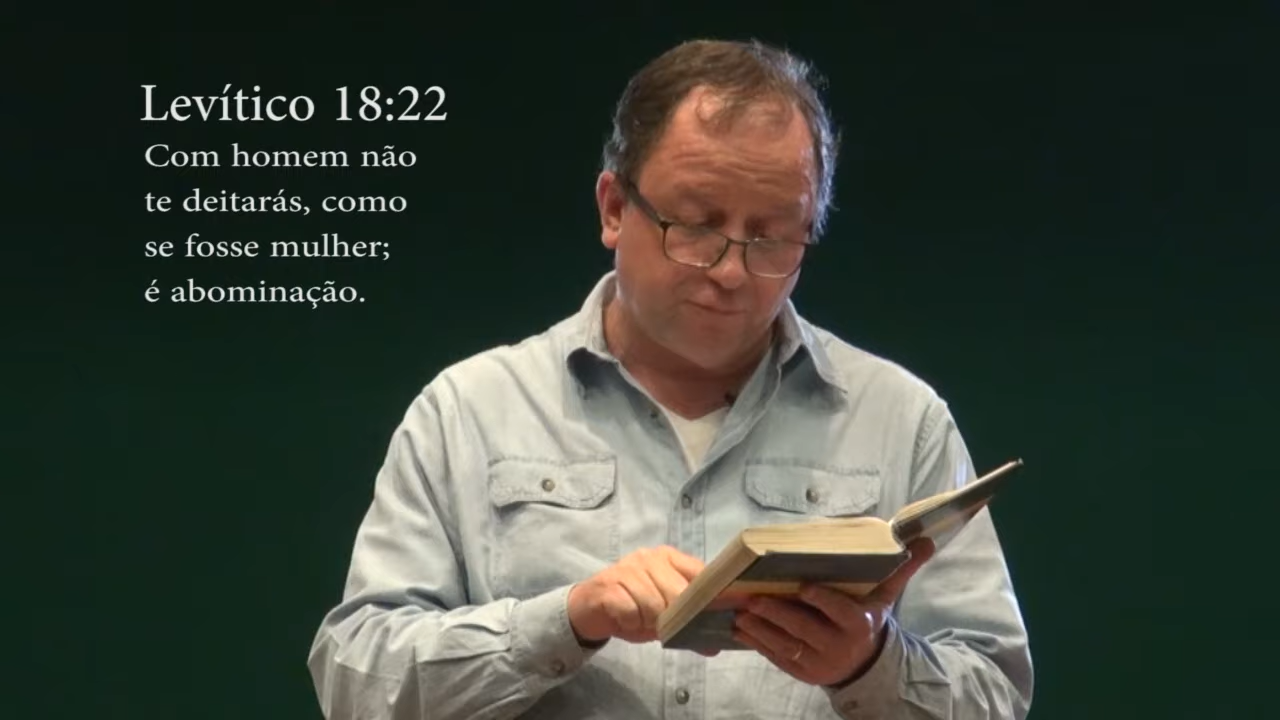 Levítico 18:22
Com homem não
te deitarás, como
se fosse mulher;
é abominação.